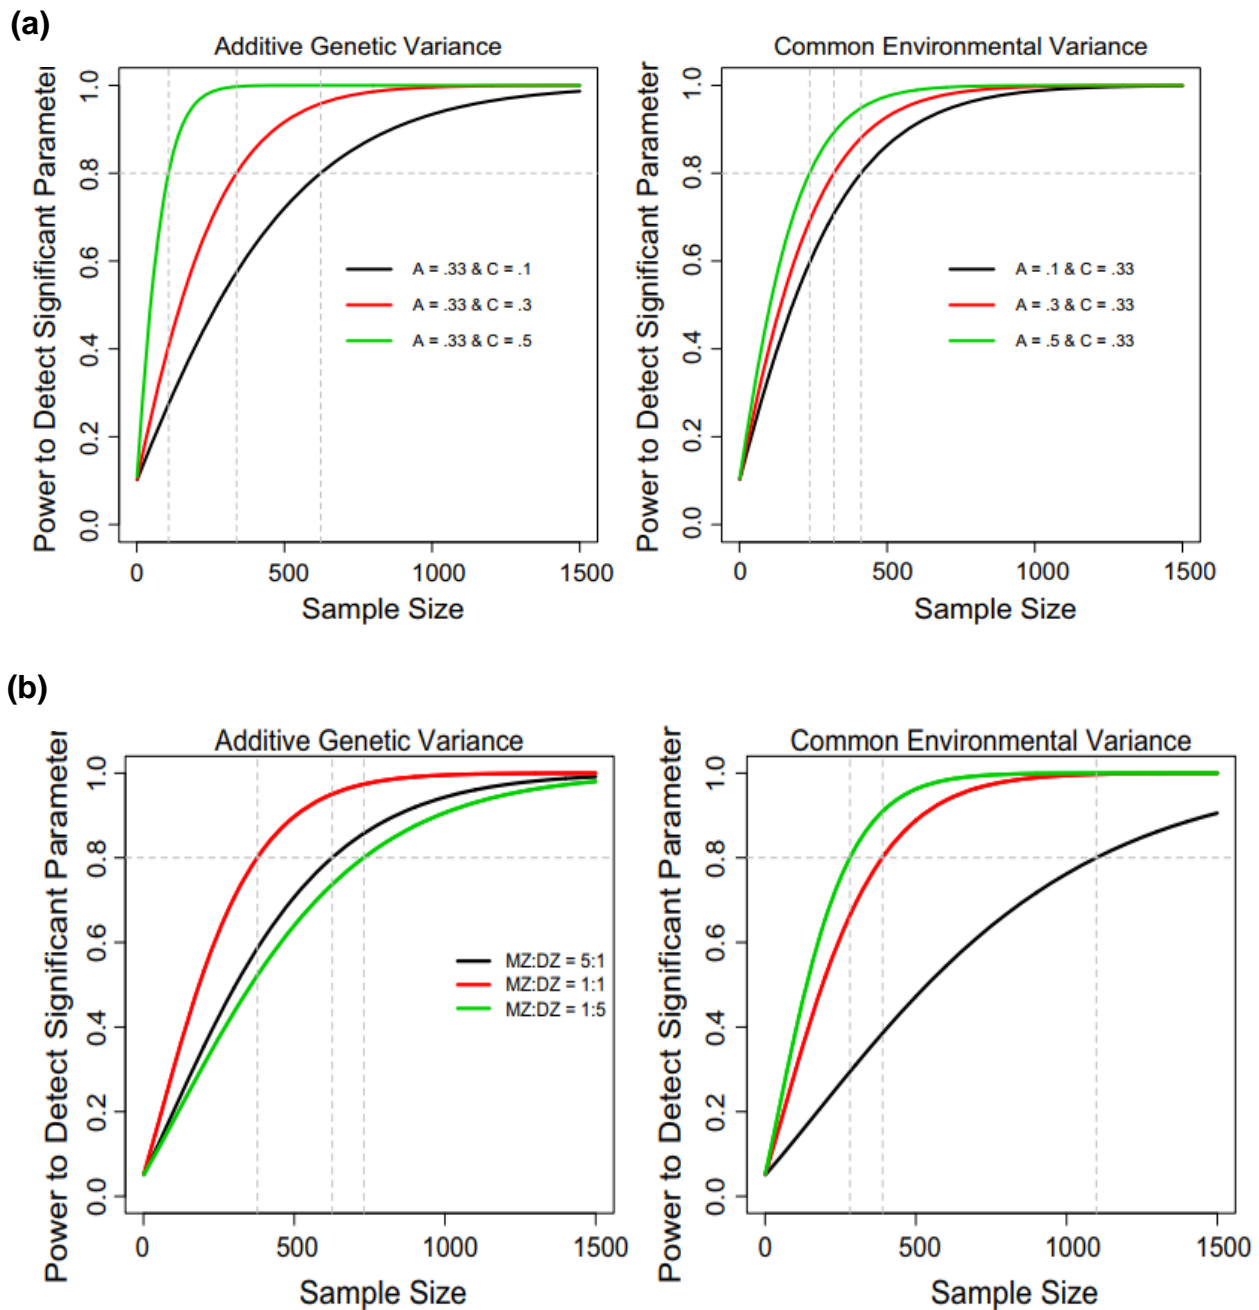 (a)
Additive Genetic Variance
Power to Detect Significant Parameter
1.0
0.8
0.6
0.4
0.2
0.0
A = .33 & C = .1
A = .33 & C = .3
A = .33 & C = .5
0 500 1000 1500
Sample Size
Common Environmental Variance
Power to Detect Significant Parameter
1.0
0.8
0.6
0.4
0.2
0.0
A = .1 & C = .33
A = .3 & C = .33
A = .5 & C = .33
0 500 1000 1500
Sample Size
(b)
Additive Genetic Variance
Power to Detect Significant Parameter
1.0
0.8
0.6
0.4
0.2
0.0
MZ:DZ = 5:1
MZ:DZ = 1:1
MZ:DZ = 1:5
0 500 1000 1500
Sample Size
Common Environmental Variance
Power to Detect Significant Parameter
1.0
0.8
0.6
0.4
0.2
0.0
0 500 1000 1500
Sample Size